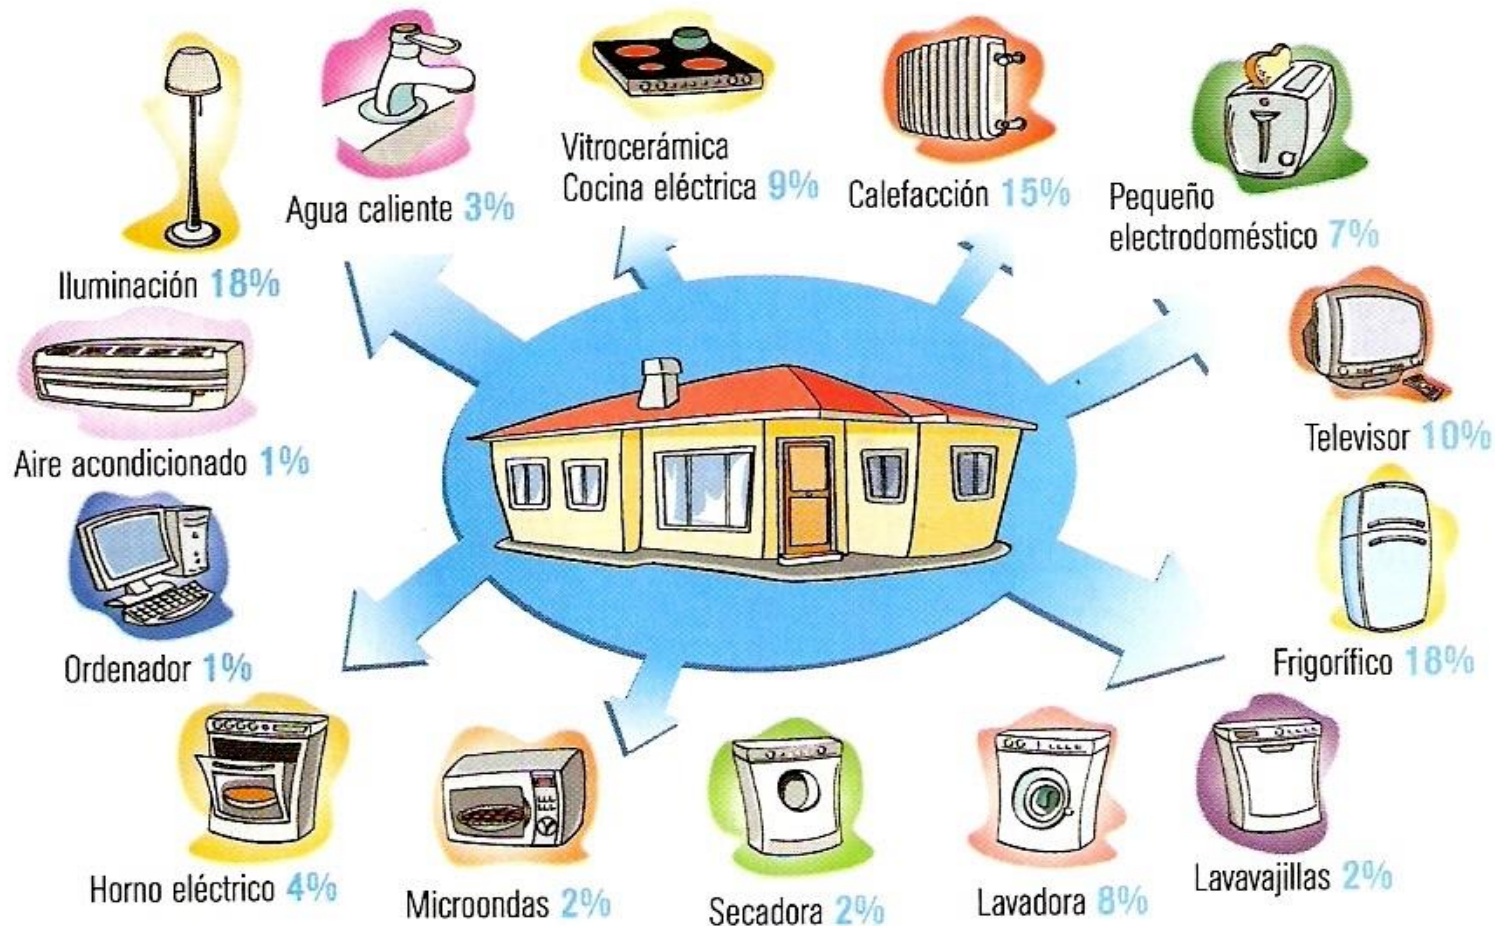 Agua caliente 3%
Vitrocerámica
Cocina eléctrica 9%
Calefacción 15%
Pequeño
electrodoméstico 7%
Iluminación 18%
Televisor 10%
Aire acondicionado 1%
Ordenador 1%
Frigorífico 18%
Horno eléctrico 4%
Microondas 2%
Secadora 2%
Lavadora 8%
Lavavajillas 2%